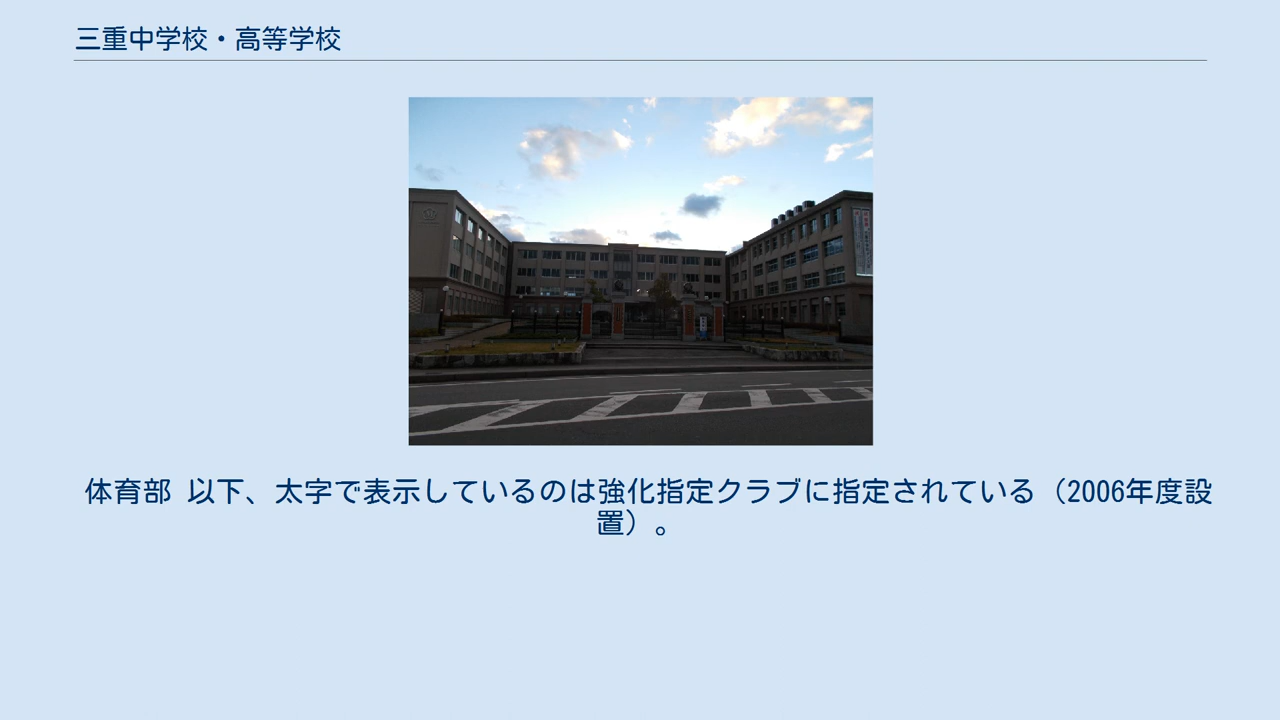 三重中学校・高等学校
体育部 以下、太字で表示しているのは強化指定クラブに指定されている（2006年度設
置）。